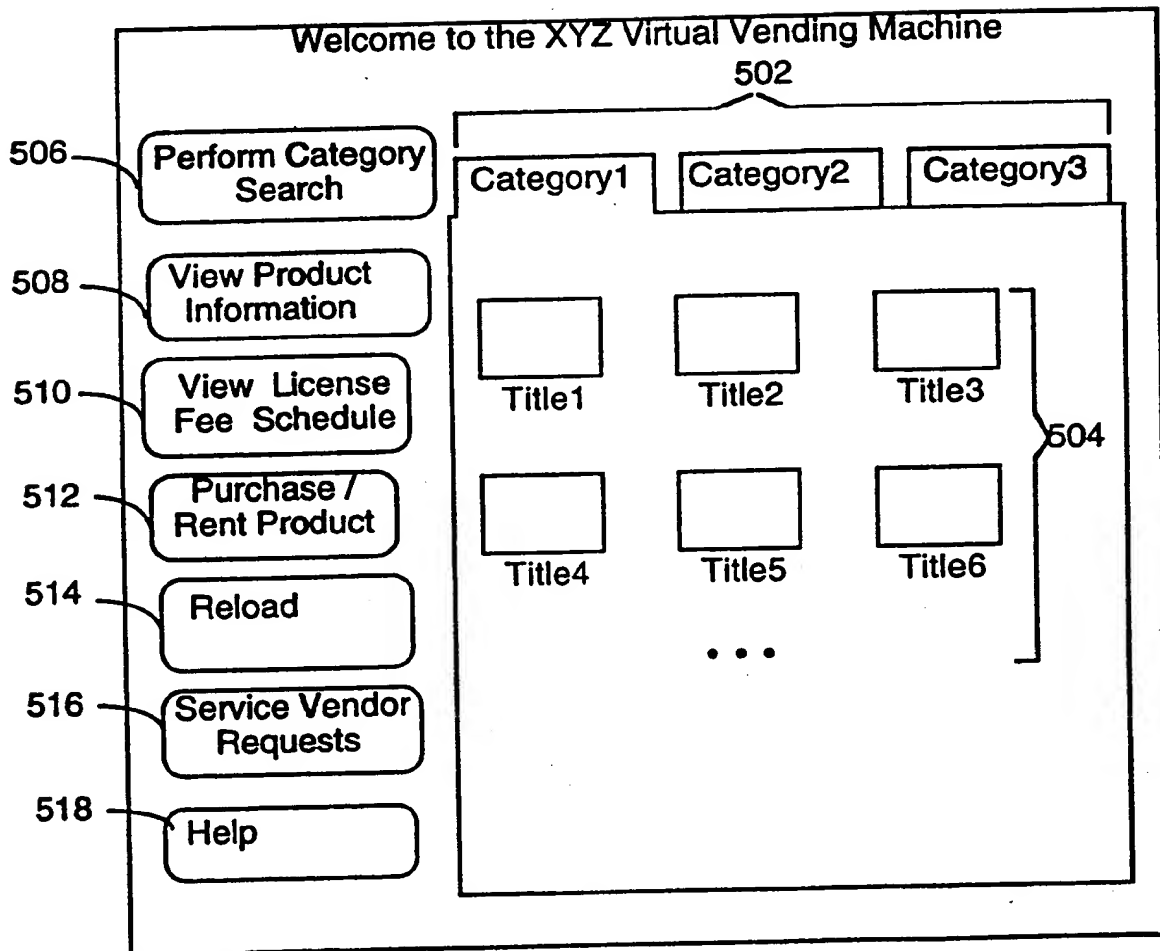 Welcome to the XYZ Virtual Vending Machine
502
506
Perform Category
Search
Category1
Category2
Category3
508
View Product
Information
510
View License
Fee Schedule
Title1
Title2
Title3
504
512
Purchase /
Rent Product
Title4
Title5
Title6
514
Reload
• • •
516
Service Vendor
Requests
518
Help